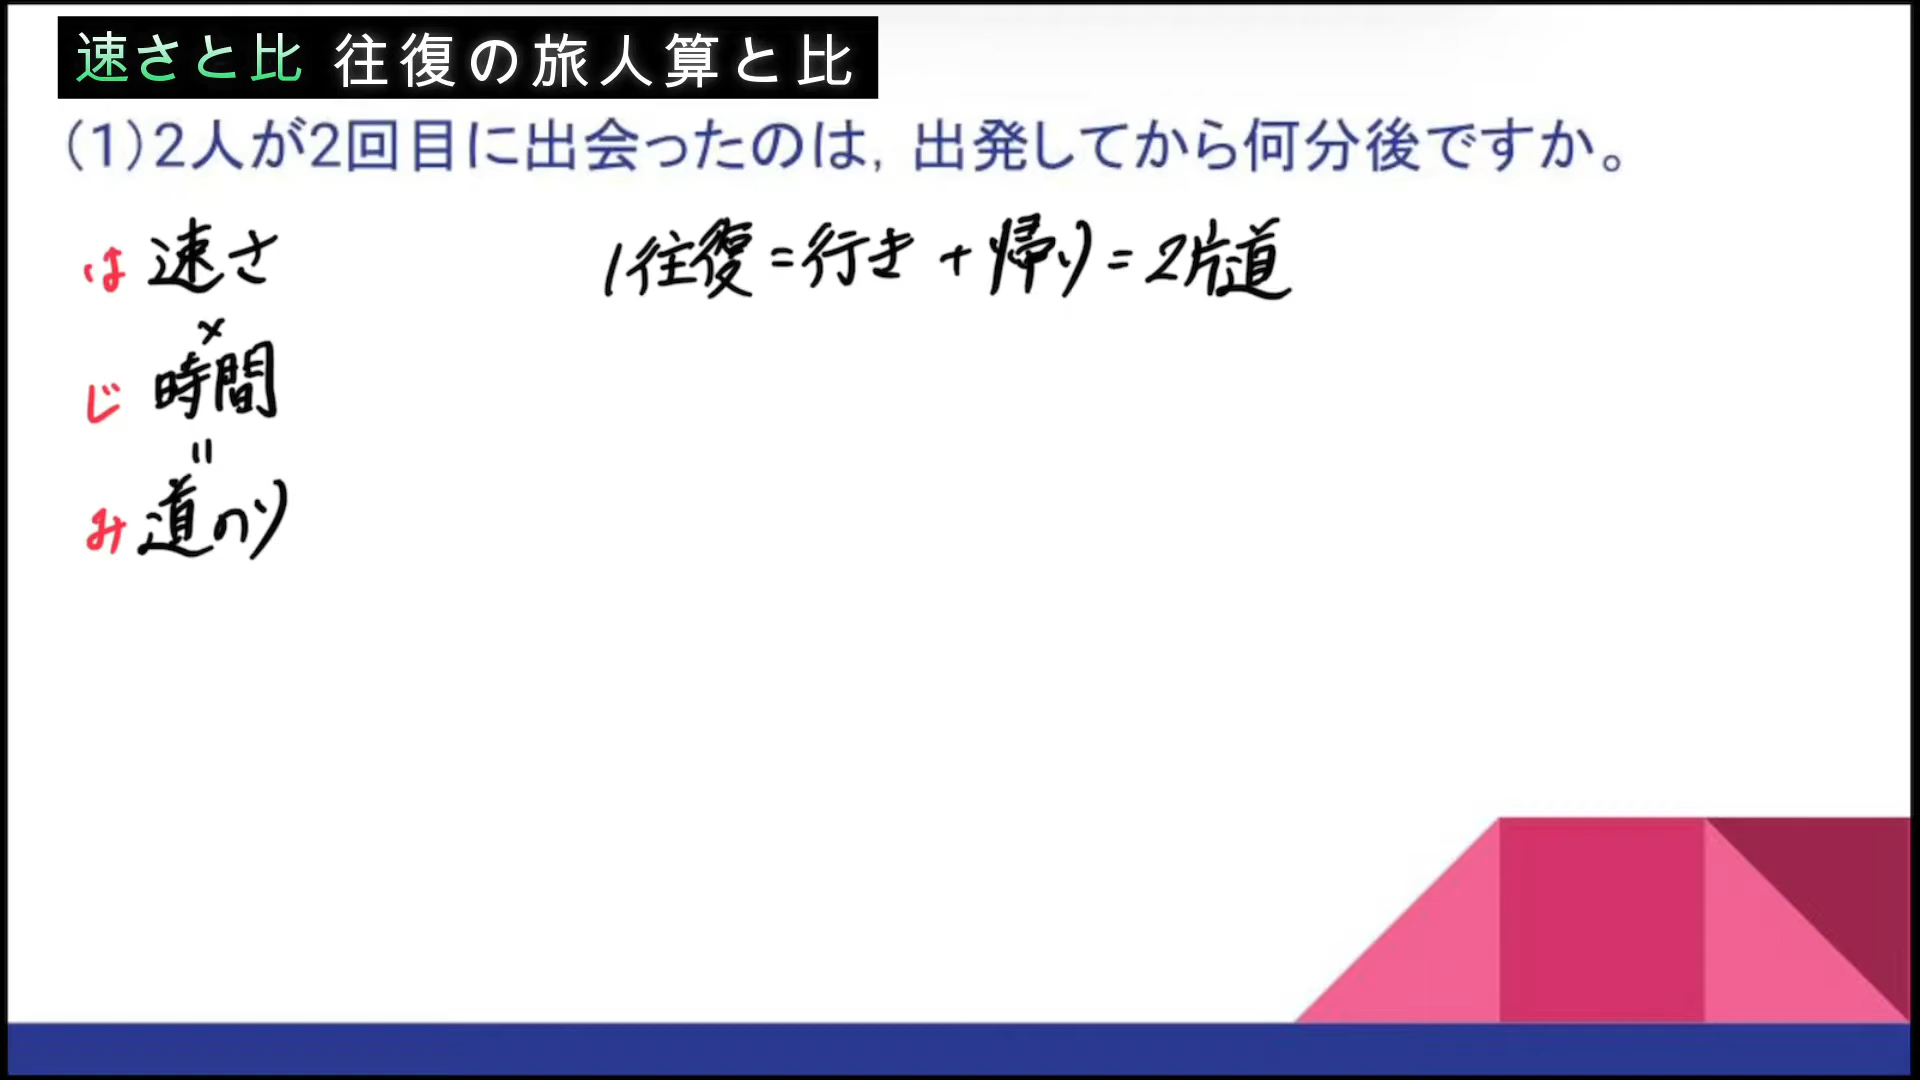 速さと比 往復の旅人算と比
(1)2人が2回目に出会ったのは，出発してから何分後ですか。
は 速さ
×
じ 時間
=
み 道のり
1往復=行き+帰り=2片道